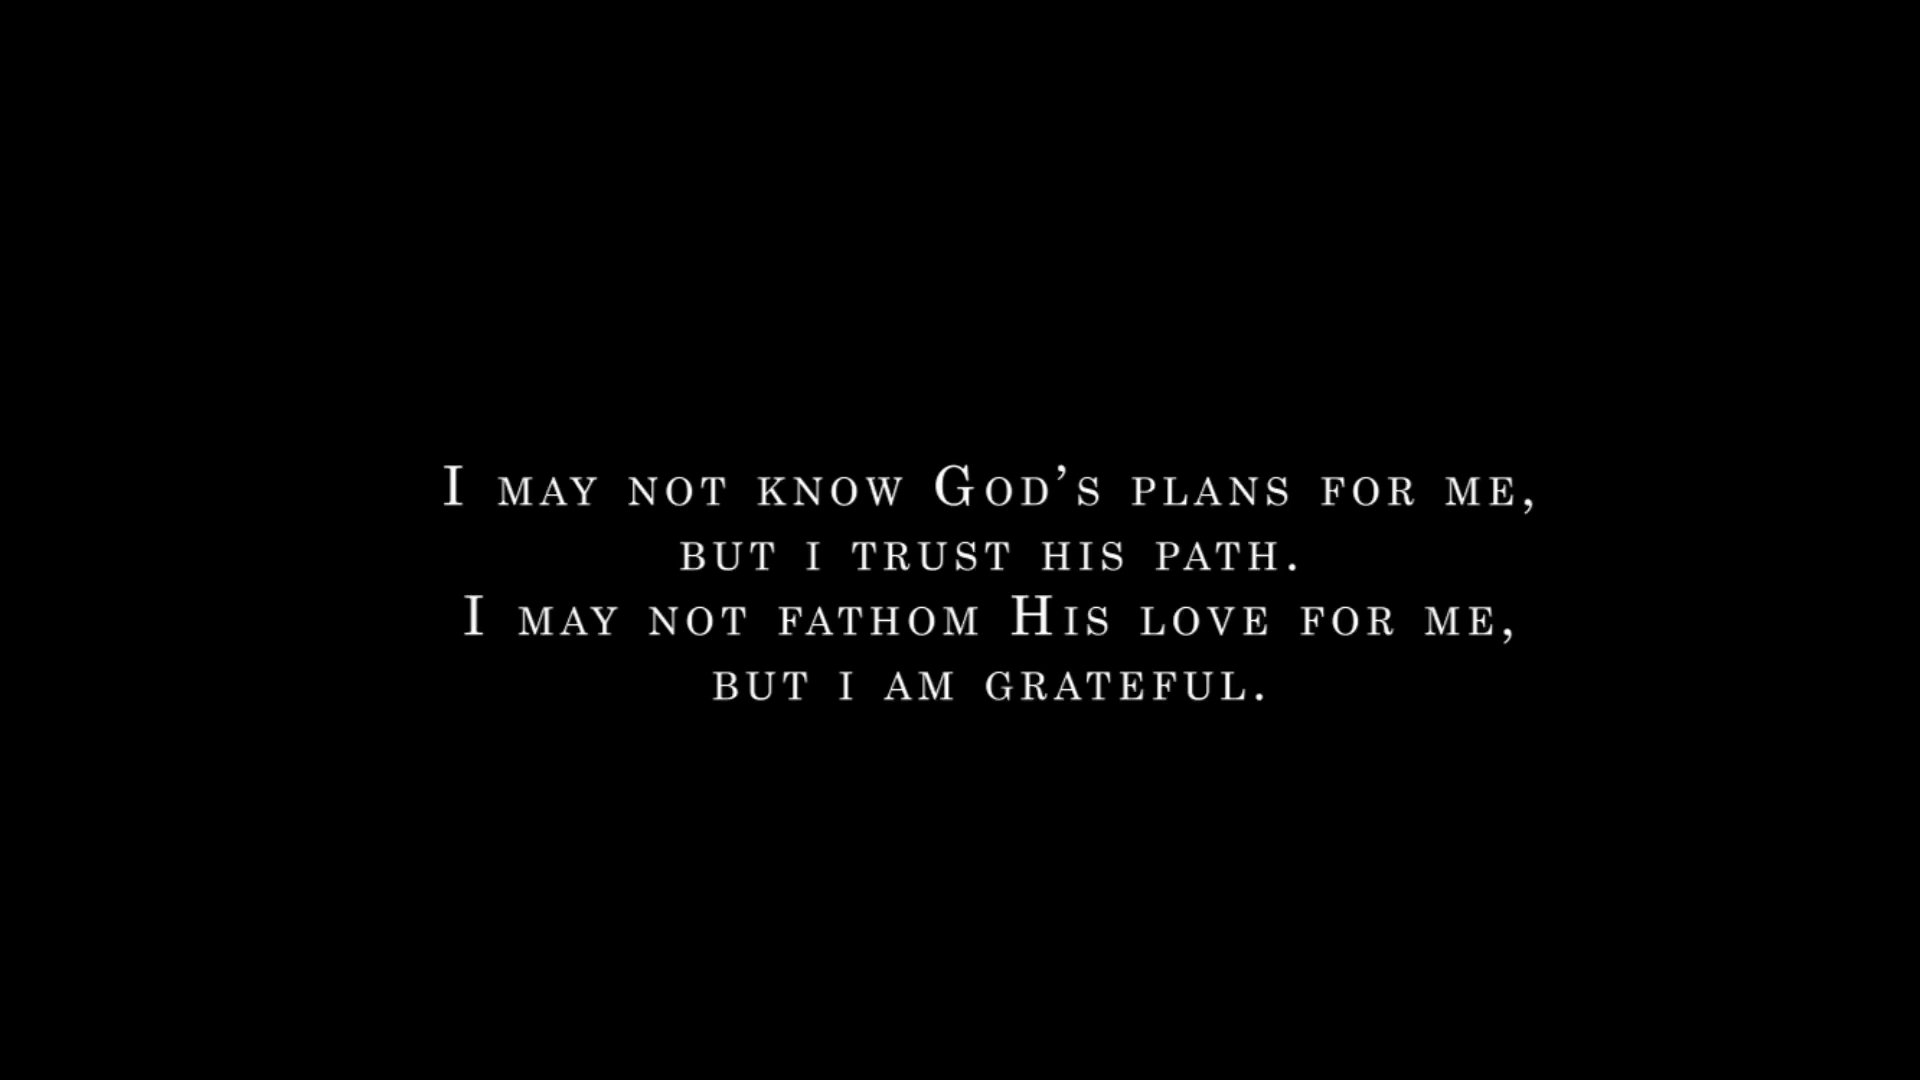 I may not know God’s plans for me,
but i trust his path.
I may not fathom His love for me,
but i am grateful.